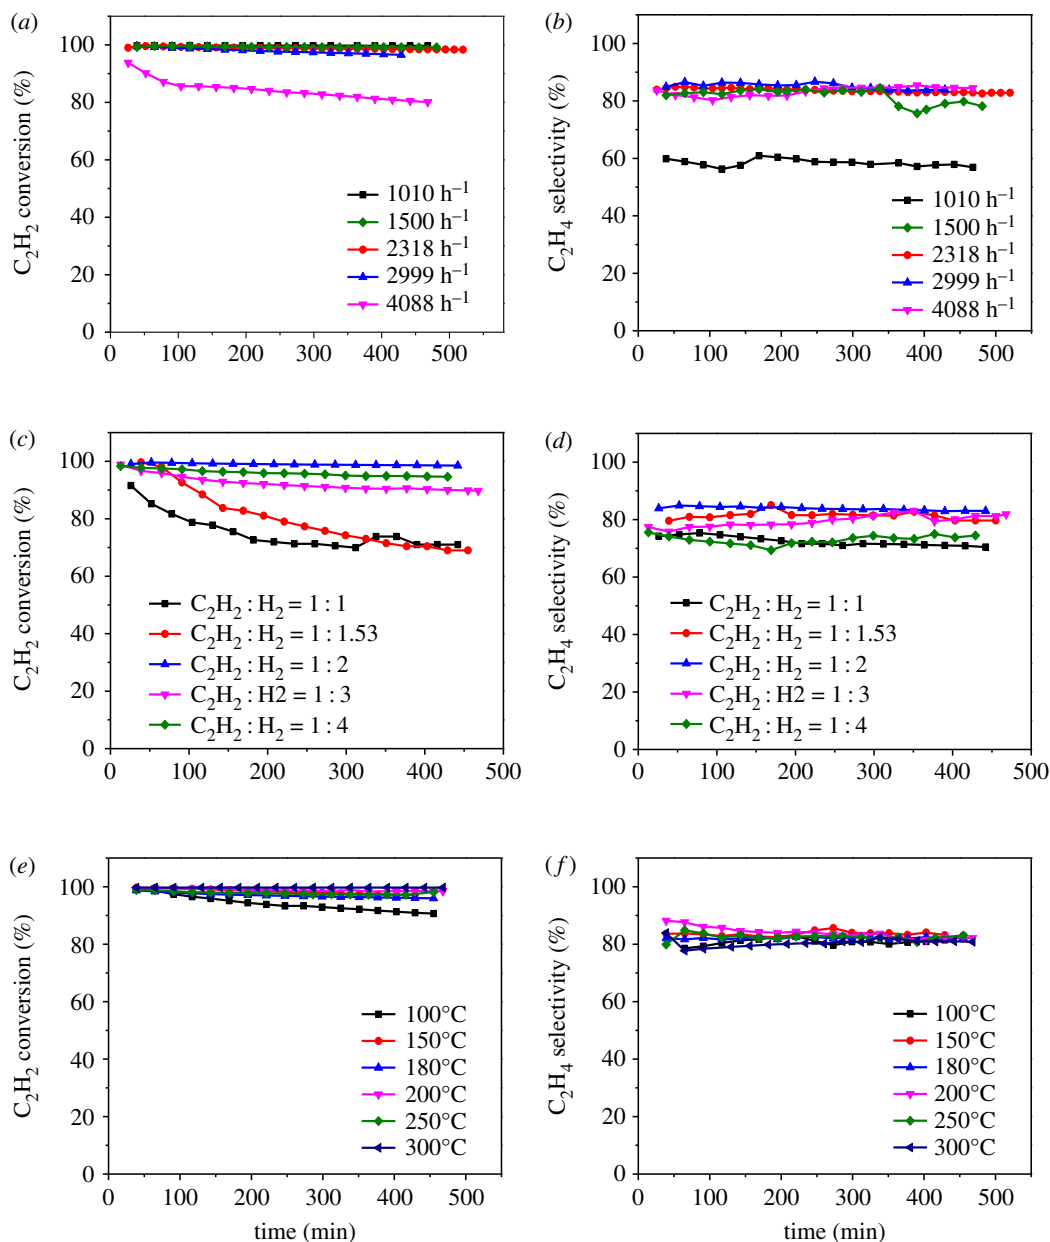 (a)
C₂H₂ conversion (%)
100
80
60
40
20
0
1010 h⁻¹
1500 h⁻¹
2318 h⁻¹
2999 h⁻¹
4088 h⁻¹
0 100 200 300 400 500
(b)
C₂H₄ selectivity (%)
100
80
60
40
20
0
1010 h⁻¹
1500 h⁻¹
2318 h⁻¹
2999 h⁻¹
4088 h⁻¹
0 100 200 300 400 500
(c)
C₂H₂ conversion (%)
100
80
60
40
20
0
C₂H₂ : H₂ = 1 : 1
C₂H₂ : H₂ = 1 : 1.53
C₂H₂ : H₂ = 1 : 2
C₂H₂ : H2 = 1 : 3
C₂H₂ : H₂ = 1 : 4
0 100 200 300 400 500
(d)
C₂H₄ selectivity (%)
100
80
60
40
20
0
C₂H₂ : H₂ = 1 : 1
C₂H₂ : H₂ = 1 : 1.53
C₂H₂ : H₂ = 1 : 2
C₂H₂ : H2 = 1 : 3
C₂H₂ : H₂ = 1 : 4
0 100 200 300 400 500
(e)
C₂H₂ conversion (%)
100
80
60
40
20
0
100°C
150°C
180°C
200°C
250°C
300°C
0 100 200 300 400 500
time (min)
(f)
C₂H₄ selectivity (%)
100
80
60
40
20
0
100°C
150°C
180°C
200°C
250°C
300°C
0 100 200 300 400 500
time (min)